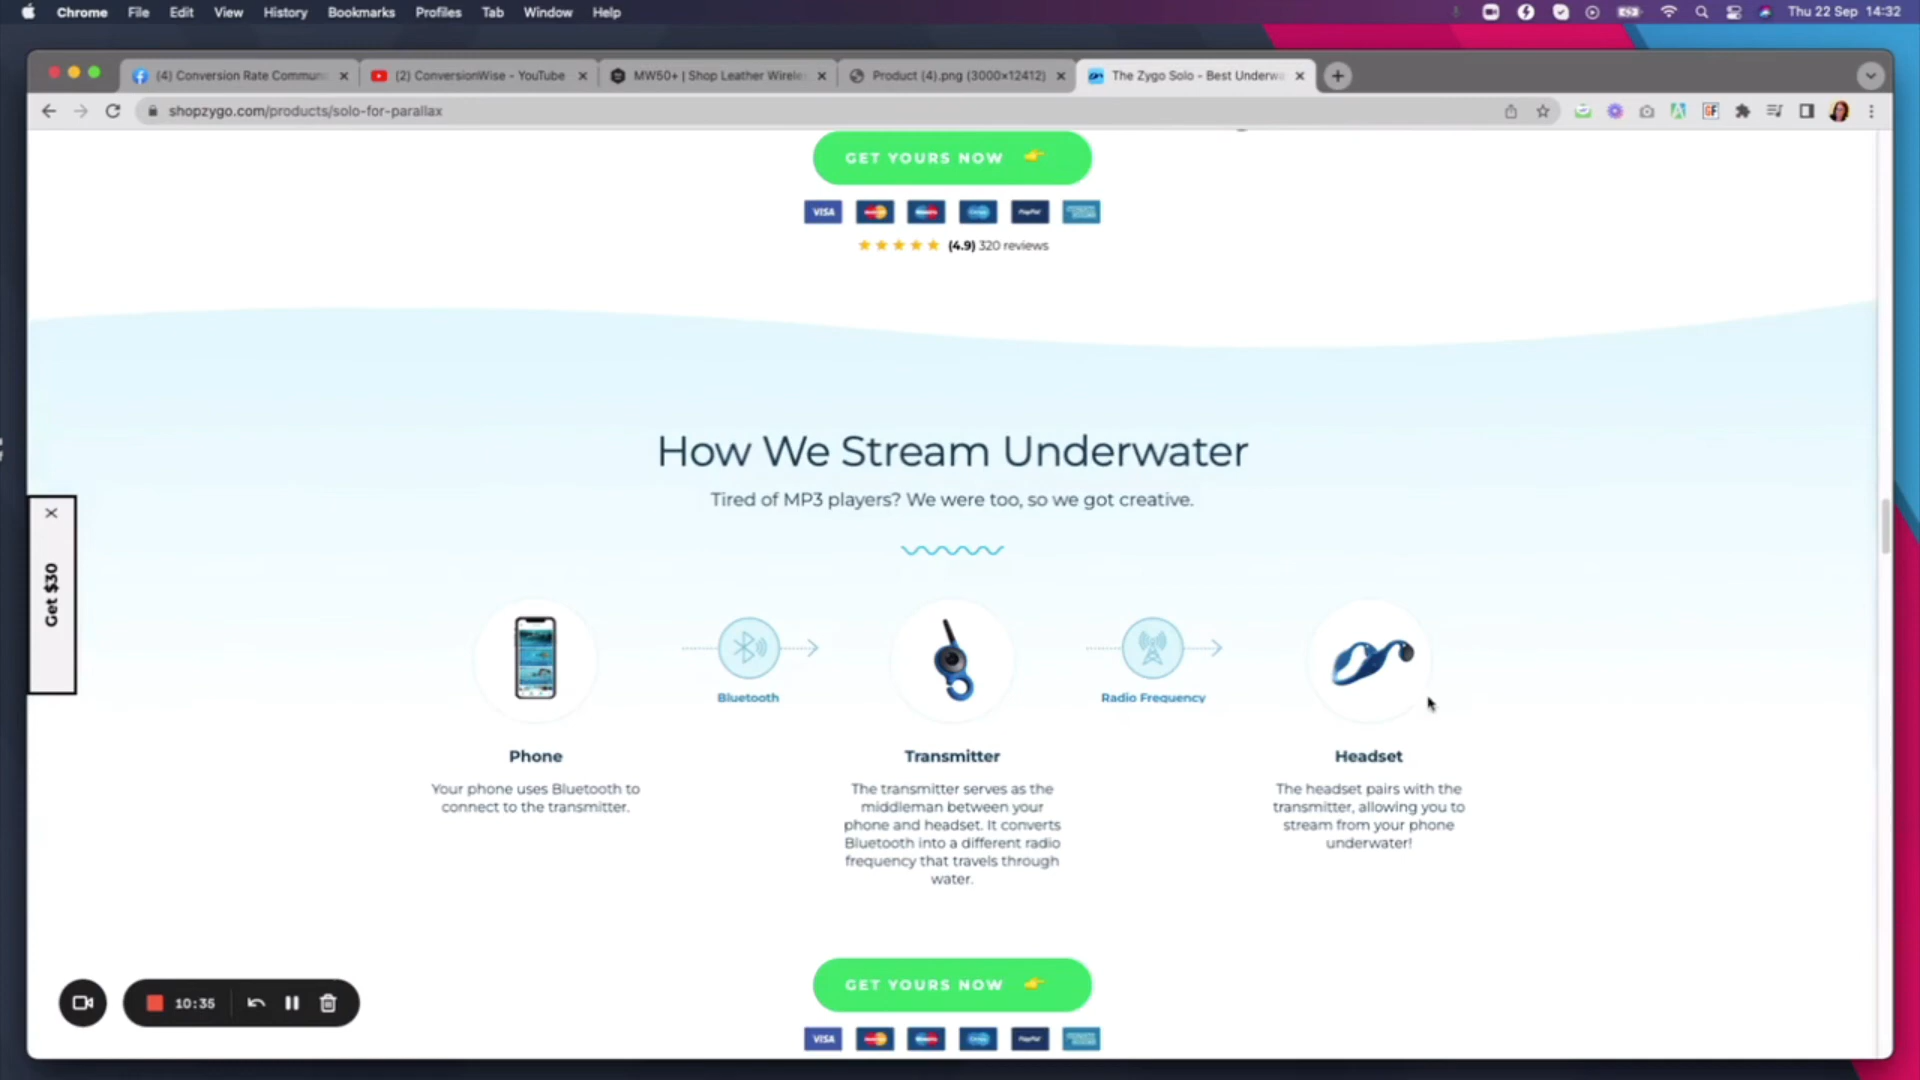 Chrome File Edit View History Bookmarks Profiles Tab Window Help
Thu 22 Sep 14:32
(4) Conversion Rate Commun
(2) ConversionWise - YouTube
MW50+ | Shop Leather Wirele
Product (4).png (3000×12412)
The Zygo Solo - Best Underwa
shopzygo.com/products/solo-for-parallax
GF
GET YOURS NOW
VISA
PayPal
(4.9) 320 reviews
How We Stream Underwater
Tired of MP3 players? We were too, so we got creative.
Get $30
Bluetooth
Radio Frequency
Phone
Your phone uses Bluetooth to
connect to the transmitter.
Transmitter
The transmitter serves as the
middleman between your
phone and headset. It converts
Bluetooth into a different radio
frequency that travels through
water.
Headset
The headset pairs with the
transmitter, allowing you to
stream from your phone
underwater!
GET YOURS NOW
VISA
PayPal
10:35